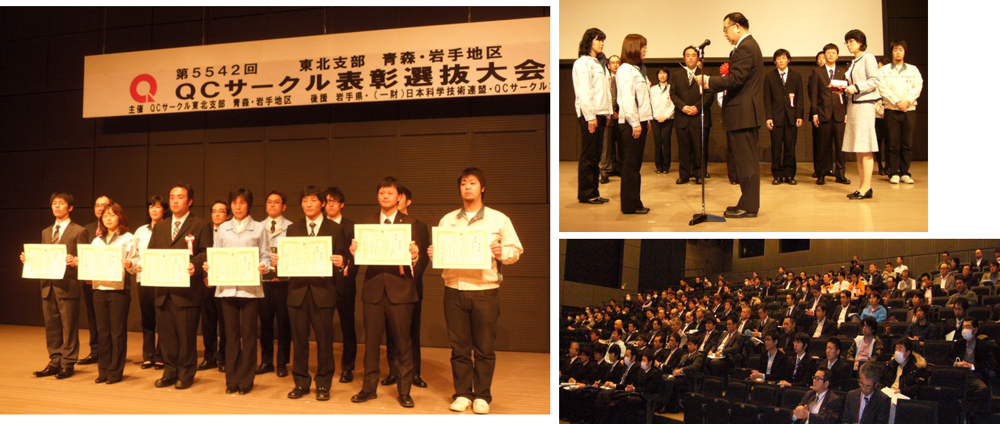 第5542回 東北支部 青森・岩手地区
QCサークル表彰選抜大会
主催 QCサークル東北支部 青森・岩手地区 後援 岩手県・(一財)日本科学技術連盟・QCサークル